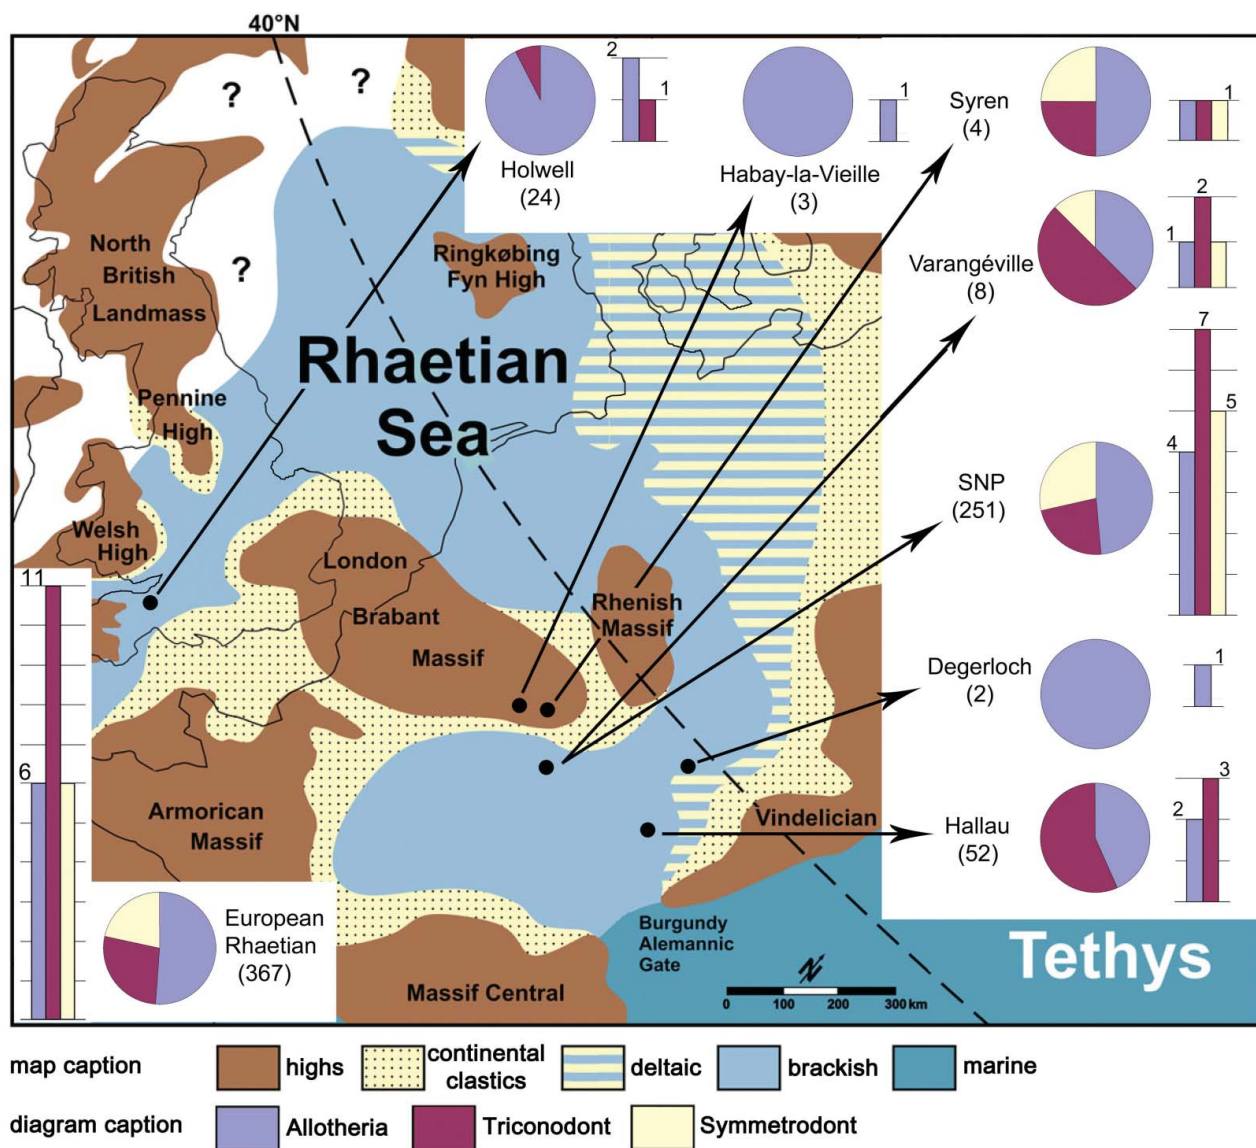 40°N
?
?
?
2
1
Holwell
(24)
1
Habay-la-Vieille
(3)
Syren
(4)
1
Varangéville
(8)
1
2
SNP
(251)
4
7
5
Degerloch
(2)
1
Hallau
(52)
2
3
North
British
Landmass
Ringkøbing
Fyn High
Rhaetian
Sea
Pennine
High
Welsh
High
London
Brabant
Massif
Rhenish
Massif
Armorican
Massif
Vindelician
11
6
European
Rhaetian
(367)
Massif Central
Burgundy
Alemannic
Gate
N
0 100 200 300 km
Tethys
map caption
highs
continental
clastics
deltaic
brackish
marine
diagram caption
Allotheria
Triconodont
Symmetrodont